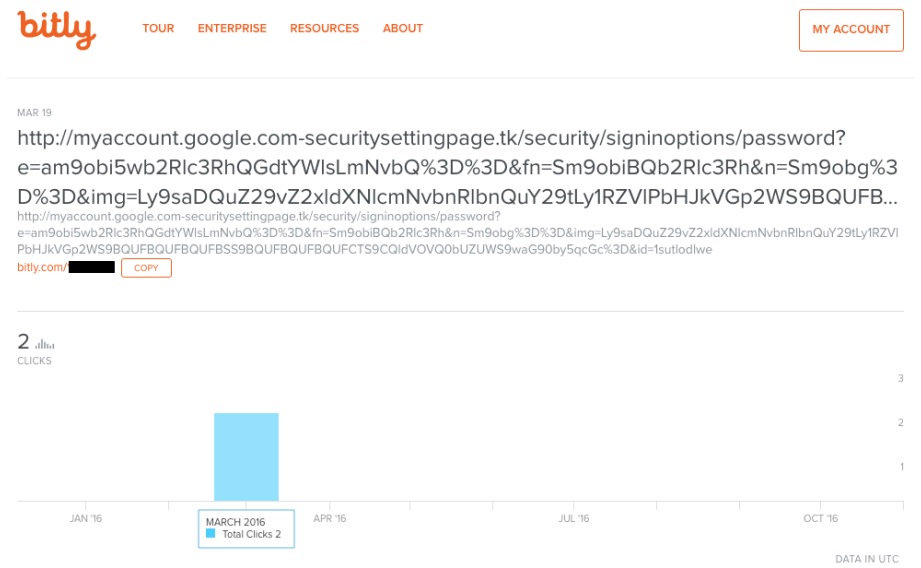 bitly
TOUR ENTERPRISE RESOURCES ABOUT
MY ACCOUNT
MAR 19
http://myaccount.google.com-securitysettingpage.tk/security/signinoptions/password?
e=am9obi5wb2Rlc3RhQGdtYWlsLmNvbQ%3D%3D&fn=Sm9obiBQb2Rlc3Rh&n=Sm9obg%3
D%3D&img=Ly9saDQuZ29vZ2xldXNlcmNvbnRlbnQuY29tLy1RZVlPbHJkVGp2WS9BQUFB...
http://myaccount.google.com-securitysettingpage.tk/security/signinoptions/password?
e=am9obi5wb2Rlc3RhQGdtYWlsLmNvbQ%3D%3D&fn=Sm9obiBQb2Rlc3Rh&n=Sm9obg%3D%3D&img=Ly9saDQuZ29vZ2xldXNlcmNvbnRlbnQuY29tLy1RZVl
PbHJkVGp2WS9BQUFBQUFBQUFBSS9BQUFBQUFBQUFCTS9CQldVOVQ0bUZUWS9waG90by5qcGc%3D&id=1sutlodlwe
bitly.com/
COPY
2
CLICKS
3
2
1
JAN '16 APR '16 JUL '16 OCT '16
MARCH 2016
Total Clicks 2
DATA IN UTC